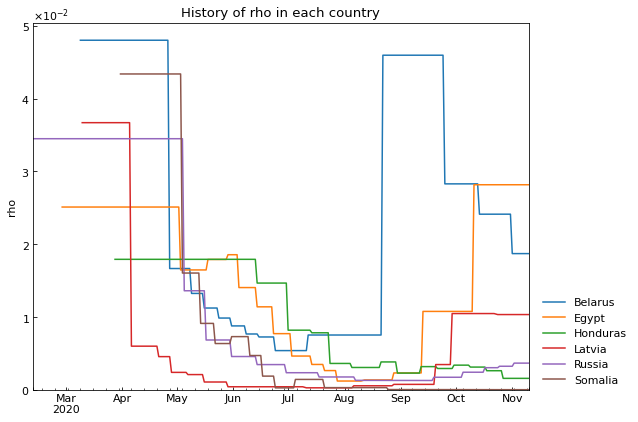 History of rho in each country
×10⁻²
5
4
3
2
1
0
rho
Mar Apr May Jun Jul Aug Sep Oct Nov
2020
Belarus
Egypt
Honduras
Latvia
Russia
Somalia